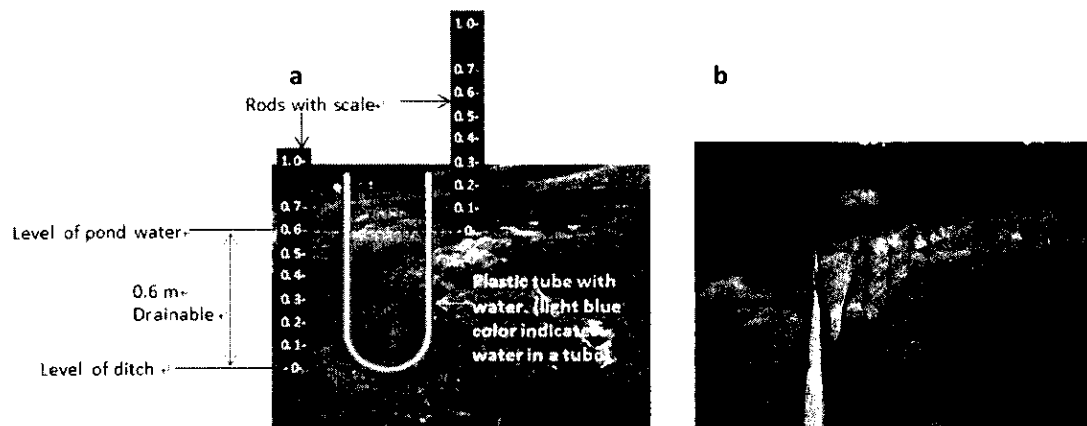 a
b
Rods with scale
1.0-
0.7-
0.6-
0.5-
0.4-
0.3-
0.2-
0.1-
-0-
1.0-
0.7-
0.6-
0.5-
0.4-
0.3-
0.2-
0.1-
-0-
Level of pond water
0.6 m
Drainable
Level of ditch
Plastic tube with
water. (light blue
color indicates
water in a tube).